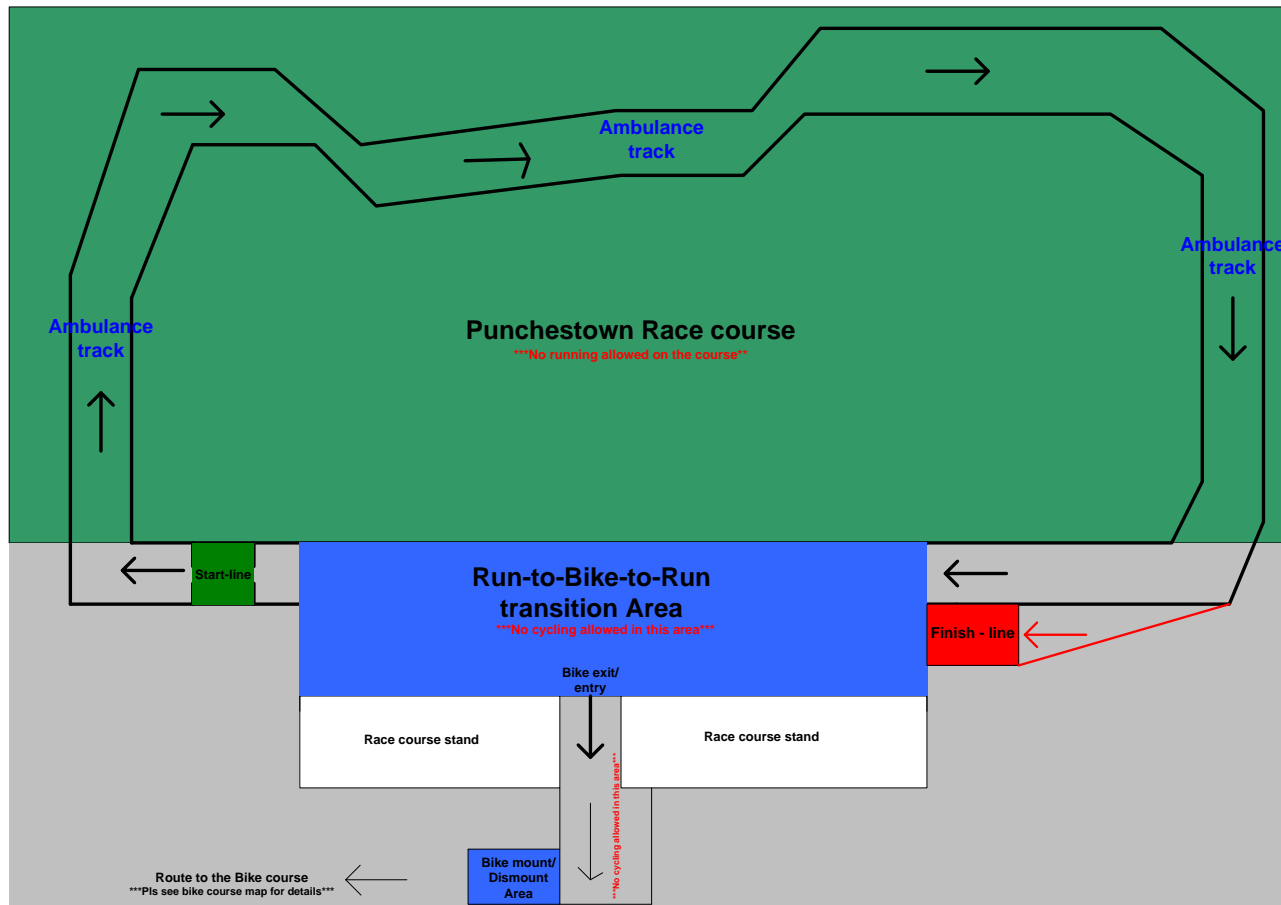 Ambulance
track
Ambulance
track
Ambulance
track
Punchestown Race course
***No running allowed on the course**
Start-line
Run-to-Bike-to-Run
transition Area
***No cycling allowed in this area***
Finish - line
Bike exit/
entry
Race course stand
Race course stand
***No cycling allowed in this area***
Bike mount/
Dismount
Area
Route to the Bike course
***Pls see bike course map for details***